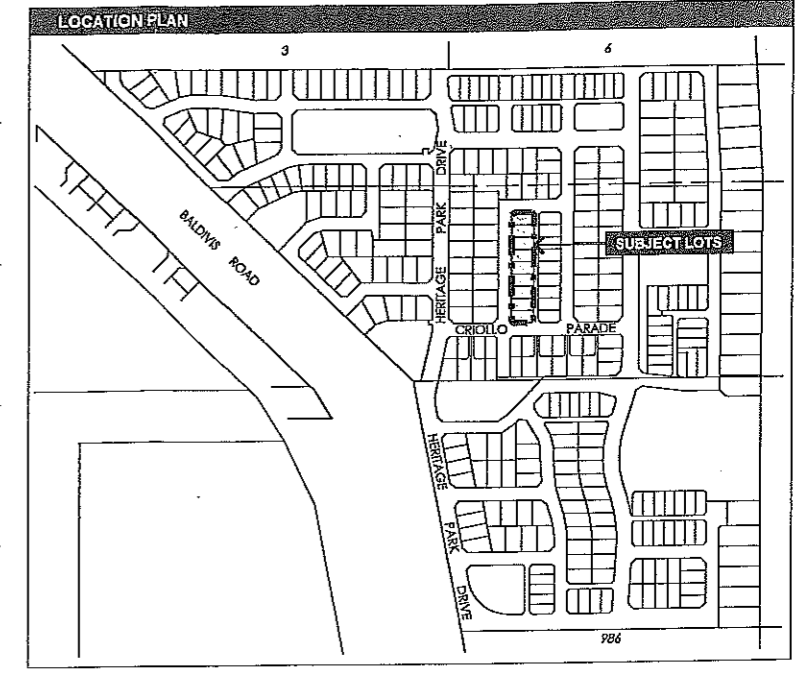 LOCATION PLAN
3
6
HERITAGE PARK DRIVE
BALDIVIS ROAD
SUBJECT LOTS
CRIOLLO PARADE
HERITAGE PARK DRIVE
986